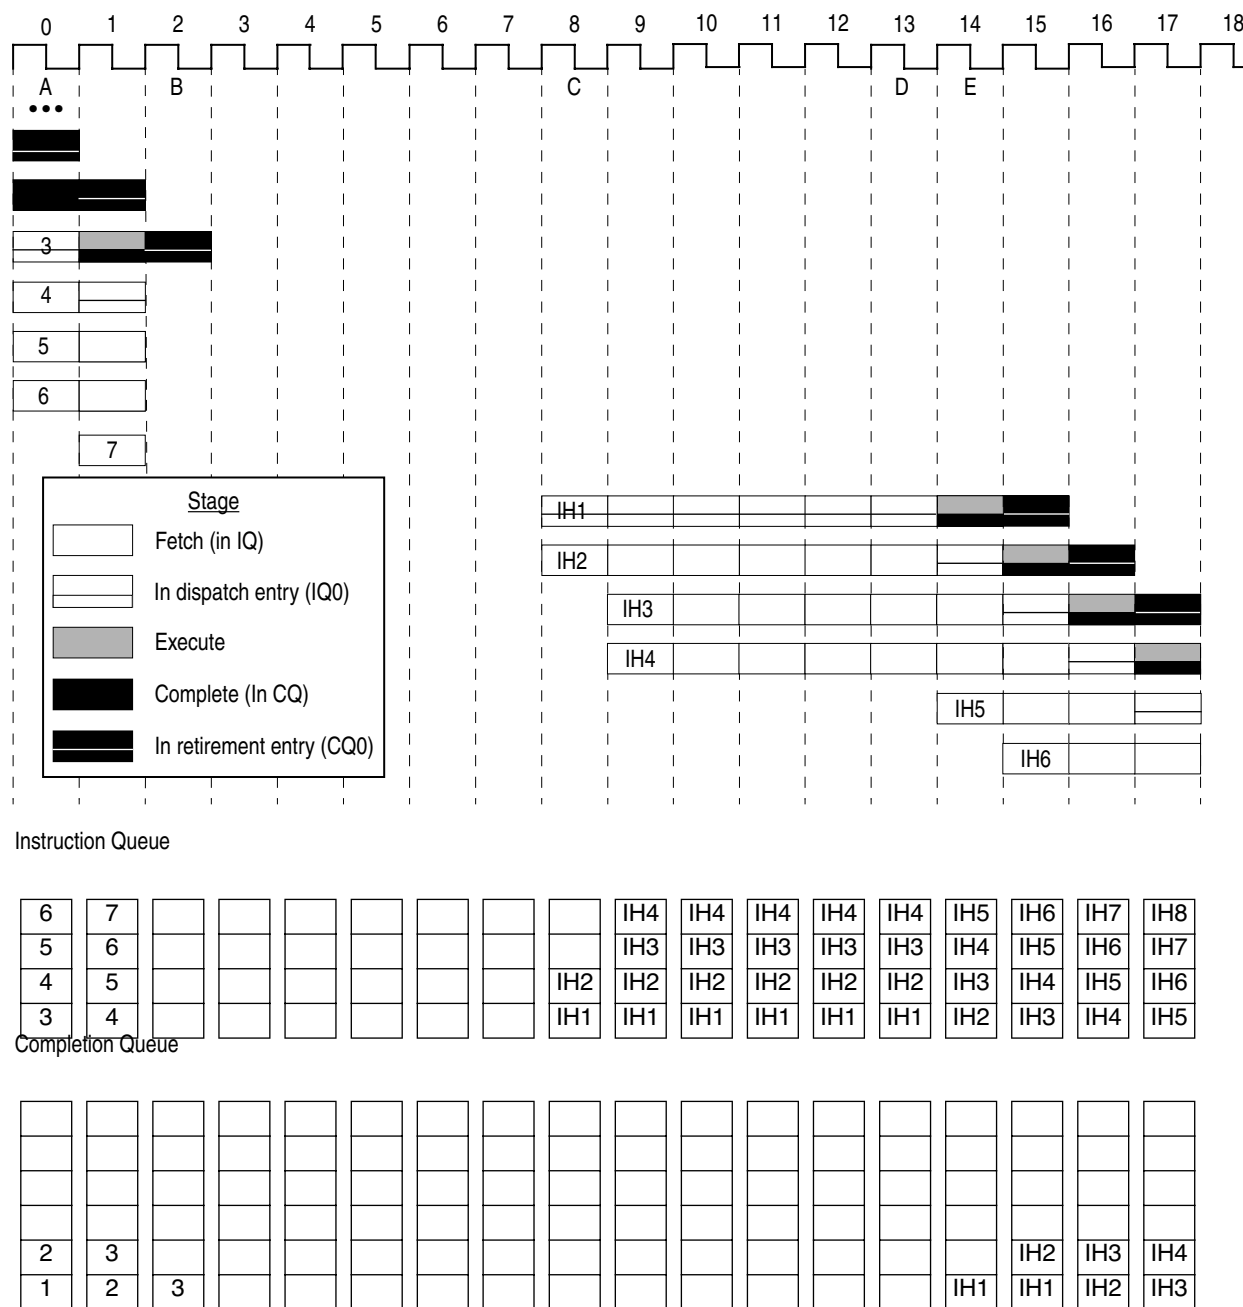 0 1 2 3 4 5 6 7 8 9 10 11 12 13 14 15 16 17 18
A B C D E
•••
3
4
5
6
7
Stage
Fetch (in IQ)
In dispatch entry (IQ0)
Execute
Complete (In CQ)
In retirement entry (CQ0)
IH1
IH2
IH3
IH4
IH5
IH6
Instruction Queue
6 7 IH4 IH4 IH4 IH4 IH4 IH5 IH6 IH7 IH8
5 6 IH3 IH3 IH3 IH3 IH3 IH4 IH5 IH6 IH7
4 5 IH2 IH2 IH2 IH2 IH2 IH2 IH3 IH4 IH5 IH6
3 4 IH1 IH1 IH1 IH1 IH1 IH1 IH2 IH3 IH4 IH5
Completion Queue
2 3 IH2 IH3 IH4
1 2 3 IH1 IH1 IH2 IH3